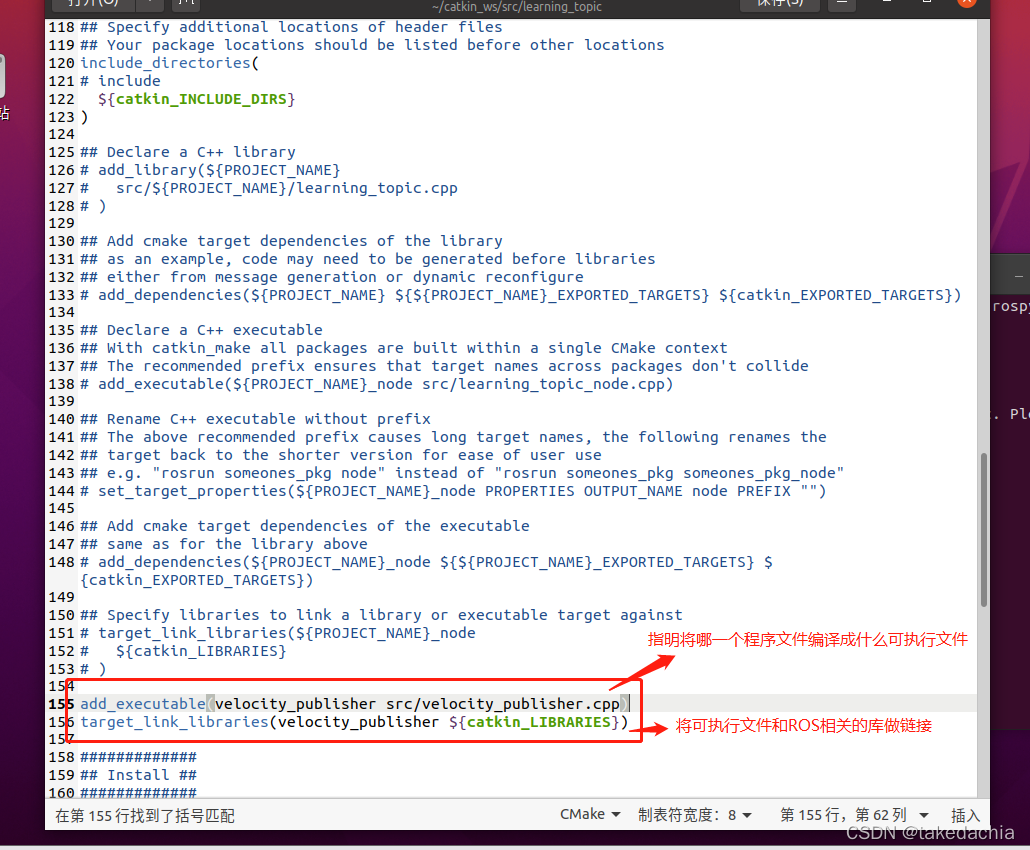 打开(O)
~/catkin_ws/src/learning_topic
保存(S)
站
118 ## Specify additional locations of header files
119 ## Your package locations should be listed before other locations
120 include_directories(
121 # include
122   ${catkin_INCLUDE_DIRS}
123 )
124
125 ## Declare a C++ library
126 # add_library(${PROJECT_NAME}
127 #   src/${PROJECT_NAME}/learning_topic.cpp
128 # )
129
130 ## Add cmake target dependencies of the library
131 ## as an example, code may need to be generated before libraries
132 ## either from message generation or dynamic reconfigure
133 # add_dependencies(${PROJECT_NAME} ${${PROJECT_NAME}_EXPORTED_TARGETS} ${catkin_EXPORTED_TARGETS})
rospy
134
135 ## Declare a C++ executable
136 ## With catkin_make all packages are built within a single CMake context
137 ## The recommended prefix ensures that target names across packages don't collide
138 # add_executable(${PROJECT_NAME}_node src/learning_topic_node.cpp)
139
140 ## Rename C++ executable without prefix
. Ple
141 ## The above recommended prefix causes long target names, the following renames the
142 ## target back to the shorter version for ease of user use
143 ## e.g. "rosrun someones_pkg node" instead of "rosrun someones_pkg someones_pkg_node"
144 # set_target_properties(${PROJECT_NAME}_node PROPERTIES OUTPUT_NAME node PREFIX "")
145
146 ## Add cmake target dependencies of the executable
147 ## same as for the library above
148 # add_dependencies(${PROJECT_NAME}_node ${${PROJECT_NAME}_EXPORTED_TARGETS} $
{catkin_EXPORTED_TARGETS})
149
150 ## Specify libraries to link a library or executable target against
151 # target_link_libraries(${PROJECT_NAME}_node
指明将哪一个程序文件编译成什么可执行文件
152 #   ${catkin_LIBRARIES}
153 # )
154
155 add_executable(velocity_publisher src/velocity_publisher.cpp)
156 target_link_libraries(velocity_publisher ${catkin_LIBRARIES})
将可执行文件和ROS相关的库做链接
157
158 #############
159 ## Install ##
160 #############
在第 155 行找到了括号匹配
CMake
制表符宽度：8
第 155 行，第 62 列
插入
CSDN @takedachia